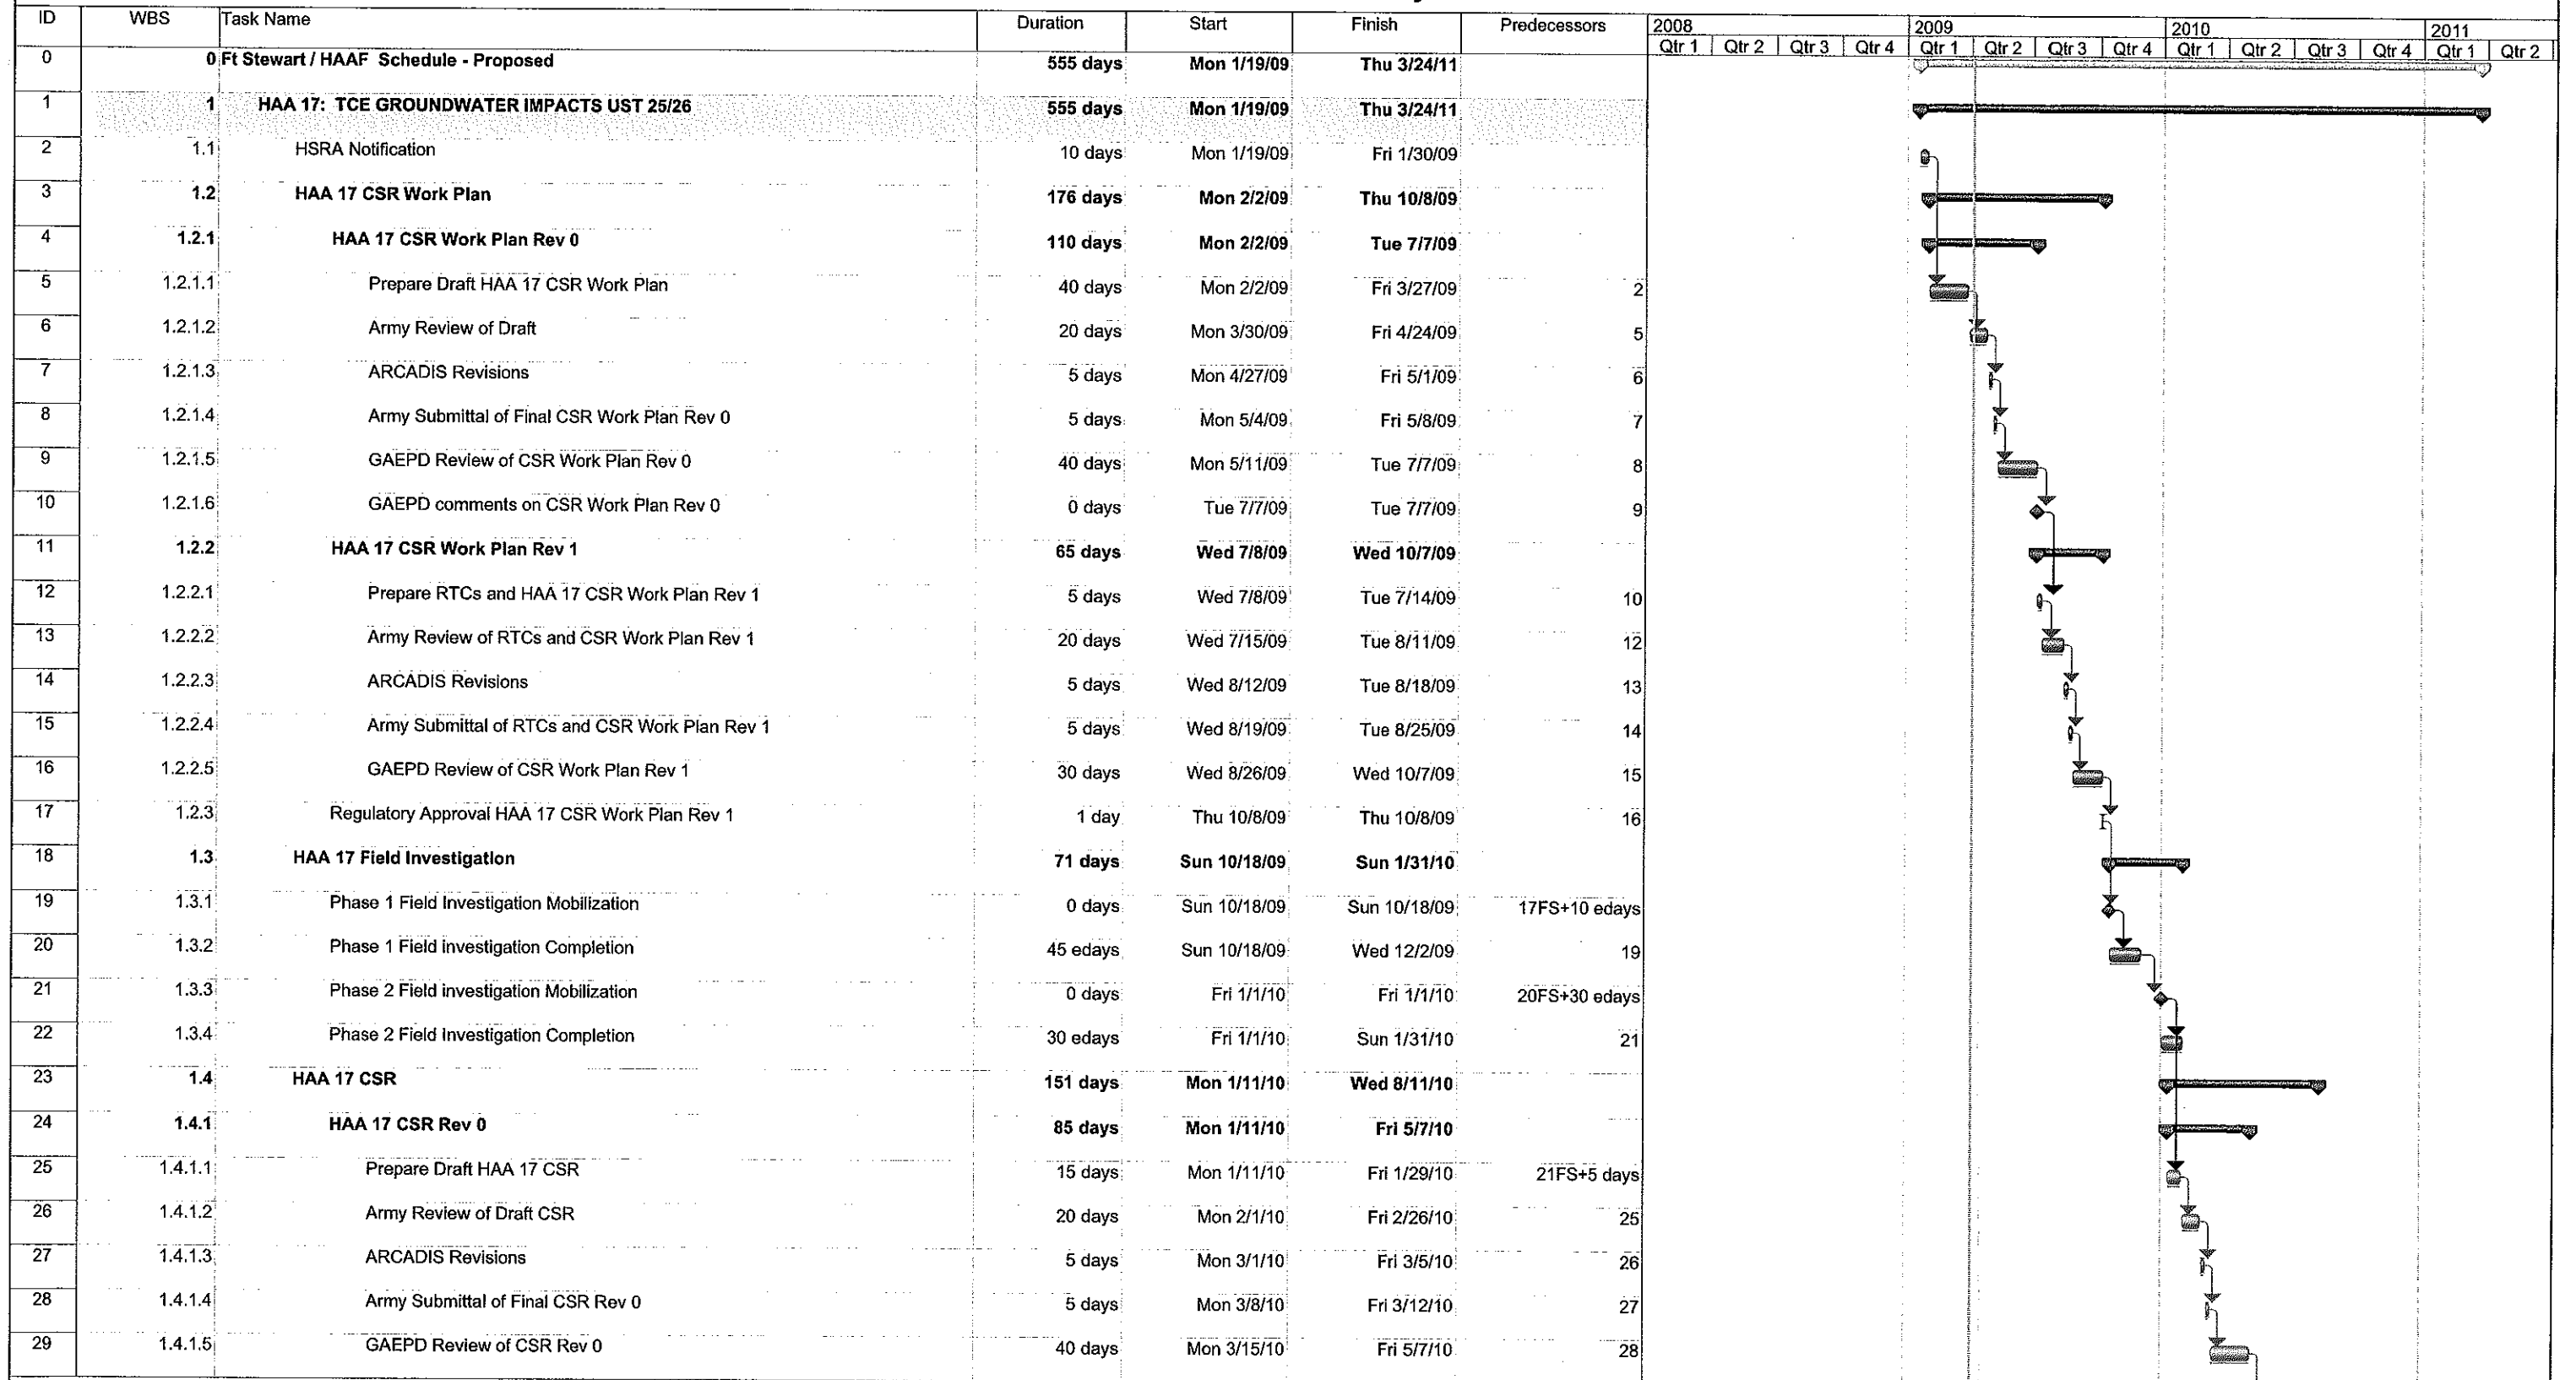 ID WBS Task Name Duration Start Finish Predecessors 2008 2009 2010 2011
Qtr 1 Qtr 2 Qtr 3 Qtr 4 Qtr 1 Qtr 2 Qtr 3 Qtr 4 Qtr 1 Qtr 2 Qtr 3 Qtr 4 Qtr 1 Qtr 2
0 0 Ft Stewart / HAAF Schedule - Proposed 555 days Mon 1/19/09 Thu 3/24/11
1 1 HAA 17: TCE GROUNDWATER IMPACTS UST 25/26 555 days Mon 1/19/09 Thu 3/24/11
2 1.1 HSRA Notification 10 days Mon 1/19/09 Fri 1/30/09
3 1.2 HAA 17 CSR Work Plan 176 days Mon 2/2/09 Thu 10/8/09
4 1.2.1 HAA 17 CSR Work Plan Rev 0 110 days Mon 2/2/09 Tue 7/7/09
5 1.2.1.1 Prepare Draft HAA 17 CSR Work Plan 40 days Mon 2/2/09 Fri 3/27/09 2
6 1.2.1.2 Army Review of Draft 20 days Mon 3/30/09 Fri 4/24/09 5
7 1.2.1.3 ARCADIS Revisions 5 days Mon 4/27/09 Fri 5/1/09 6
8 1.2.1.4 Army Submittal of Final CSR Work Plan Rev 0 5 days Mon 5/4/09 Fri 5/8/09 7
9 1.2.1.5 GAEPD Review of CSR Work Plan Rev 0 40 days Mon 5/11/09 Tue 7/7/09 8
10 1.2.1.6 GAEPD comments on CSR Work Plan Rev 0 0 days Tue 7/7/09 Tue 7/7/09 9
11 1.2.2 HAA 17 CSR Work Plan Rev 1 65 days Wed 7/8/09 Wed 10/7/09
12 1.2.2.1 Prepare RTCs and HAA 17 CSR Work Plan Rev 1 5 days Wed 7/8/09 Tue 7/14/09 10
13 1.2.2.2 Army Review of RTCs and CSR Work Plan Rev 1 20 days Wed 7/15/09 Tue 8/11/09 12
14 1.2.2.3 ARCADIS Revisions 5 days Wed 8/12/09 Tue 8/18/09 13
15 1.2.2.4 Army Submittal of RTCs and CSR Work Plan Rev 1 5 days Wed 8/19/09 Tue 8/25/09 14
16 1.2.2.5 GAEPD Review of CSR Work Plan Rev 1 30 days Wed 8/26/09 Wed 10/7/09 15
17 1.2.3 Regulatory Approval HAA 17 CSR Work Plan Rev 1 1 day Thu 10/8/09 Thu 10/8/09 16
18 1.3 HAA 17 Field Investigation 71 days Sun 10/18/09 Sun 1/31/10
19 1.3.1 Phase 1 Field Investigation Mobilization 0 days Sun 10/18/09 Sun 10/18/09 17FS+10 edays
20 1.3.2 Phase 1 Field investigation Completion 45 edays Sun 10/18/09 Wed 12/2/09 19
21 1.3.3 Phase 2 Field investigation Mobilization 0 days Fri 1/1/10 Fri 1/1/10 20FS+30 edays
22 1.3.4 Phase 2 Field Investigation Completion 30 edays Fri 1/1/10 Sun 1/31/10 21
23 1.4 HAA 17 CSR 151 days Mon 1/11/10 Wed 8/11/10
24 1.4.1 HAA 17 CSR Rev 0 85 days Mon 1/11/10 Fri 5/7/10
25 1.4.1.1 Prepare Draft HAA 17 CSR 15 days Mon 1/11/10 Fri 1/29/10 21FS+5 days
26 1.4.1.2 Army Review of Draft CSR 20 days Mon 2/1/10 Fri 2/26/10 25
27 1.4.1.3 ARCADIS Revisions 5 days Mon 3/1/10 Fri 3/5/10 26
28 1.4.1.4 Army Submittal of Final CSR Rev 0 5 days Mon 3/8/10 Fri 3/12/10 27
29 1.4.1.5 GAEPD Review of CSR Rev 0 40 days Mon 3/15/10 Fri 5/7/10 28